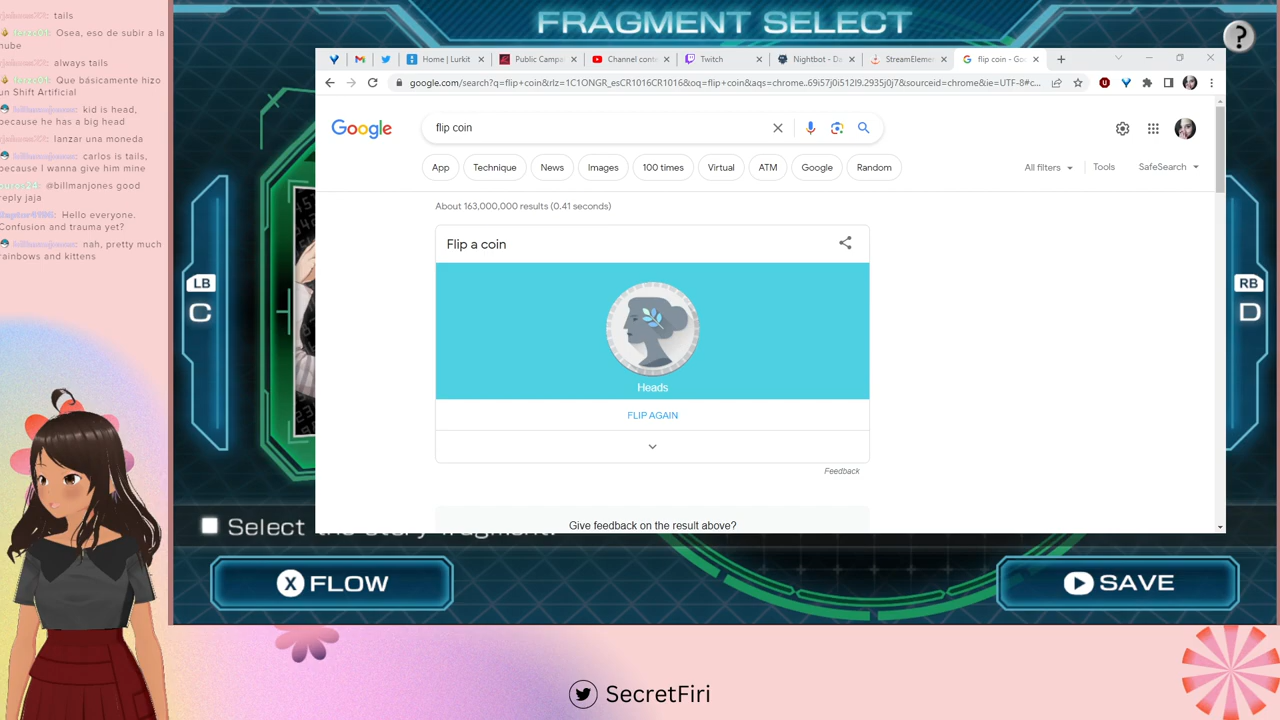 tails
Osea, eso de subir a la
nube
always tails
Que básicamente hizo
un Shift Artificial
kid is head,
because he has a big head
lanzar una moneda
carlos is tails,
because I wanna give him mine
@billmanjones good
reply jaja
Hello everyone.
Confusion and trauma yet?
nah, pretty much
rainbows and kittens
FRAGMENT SELECT
?
Home | Lurkit
Public Campa
Channel conte
Twitch
Nightbot - Da
StreamEleme
flip coin - Go
google.com/search?q=flip+coin&rlz=1C1ONGR_esCR1016CR1016&oq=flip+coin&aqs=chrome..69i57j0i512l9.2935j0j7&sourceid=chrome&ie=UTF-8#c...
Google
flip coin
App
Technique
News
Images
100 times
Virtual
ATM
Google
Random
All filters
Tools
SafeSearch
About 163,000,000 results (0.41 seconds)
Flip a coin
Heads
FLIP AGAIN
Feedback
Give feedback on the result above?
LB
C
RB
D
Select the story fragment.
X FLOW
SAVE
SecretFiri